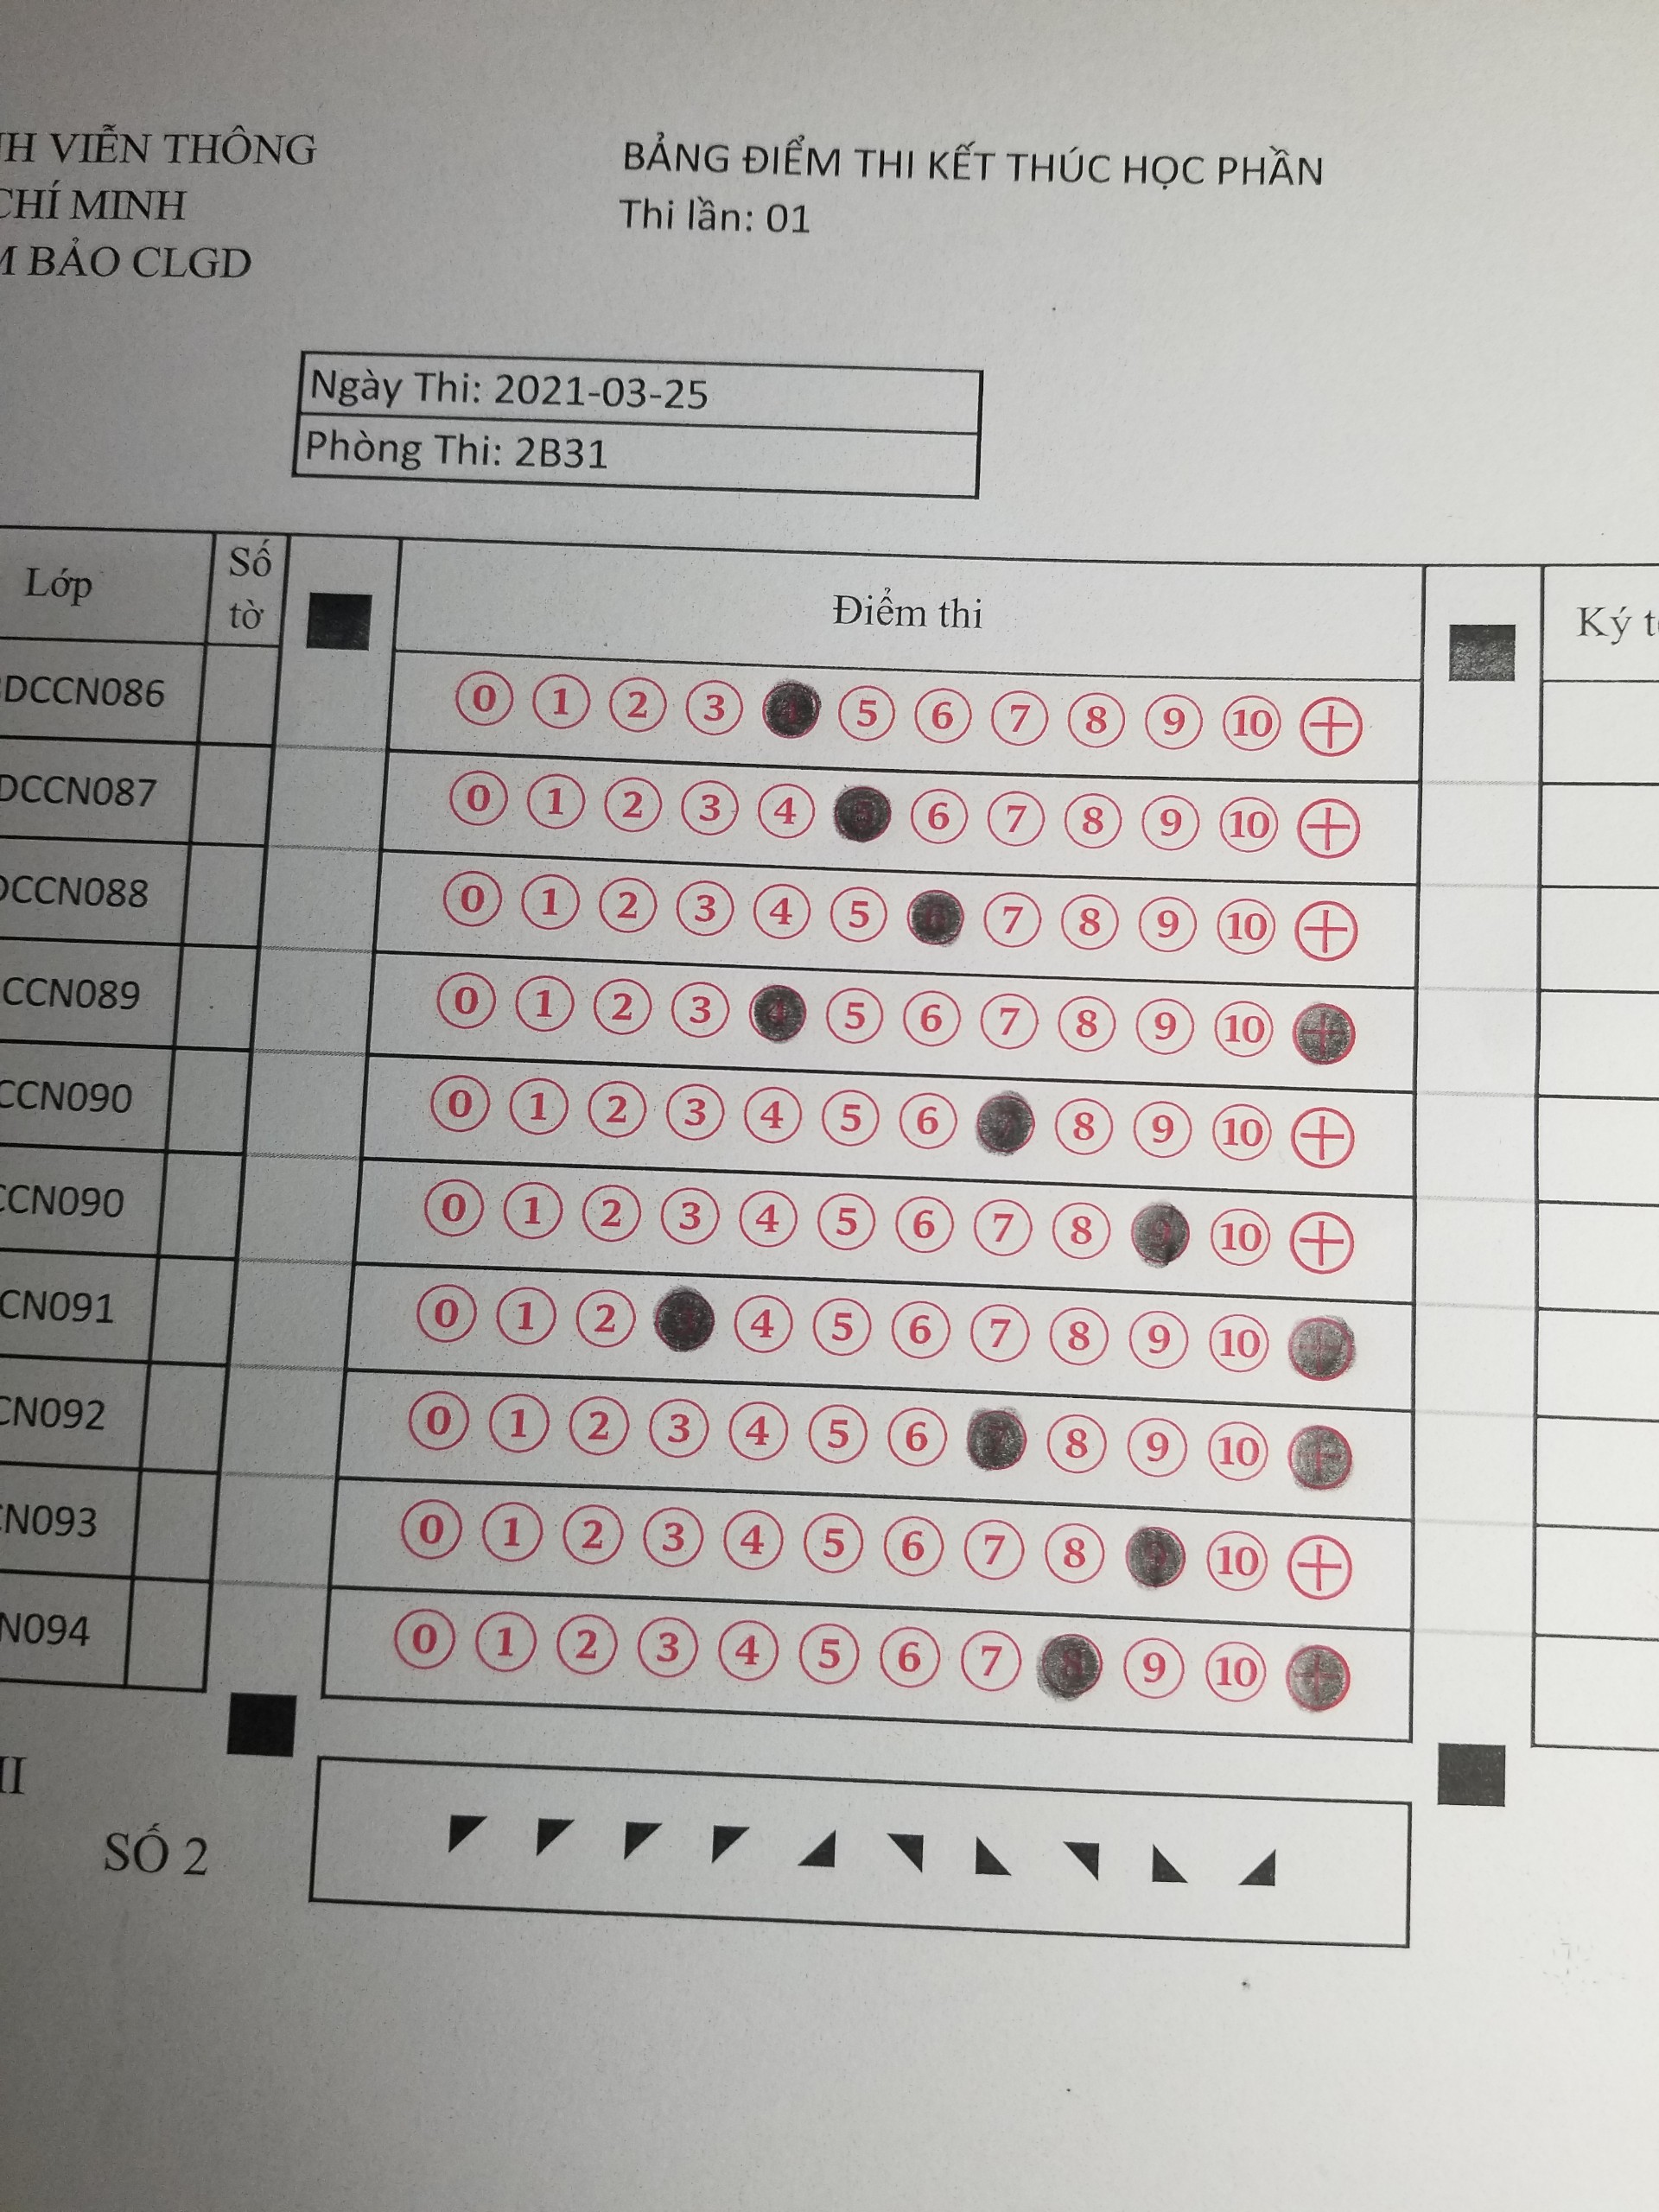 NH VIỄN THÔNG
CHÍ MINH
M BẢO CLGD
BẢNG ĐIỂM THI KẾT THÚC HỌC PHẦN
Thi lần: 01
Ngày Thi: 2021-03-25
Phòng Thi: 2B31
Lớp Số tờ Điểm thi Ký t
DCCN086 0 1 2 3 4 5 6 7 8 9 10 +
DCCN087 0 1 2 3 4 5 6 7 8 9 10 +
DCCN088 0 1 2 3 4 5 6 7 8 9 10 +
CCN089 0 1 2 3 4 5 6 7 8 9 10 +
CCN090 0 1 2 3 4 5 6 7 8 9 10 +
CCN090 0 1 2 3 4 5 6 7 8 9 10 +
CN091 0 1 2 3 4 5 6 7 8 9 10 +
CN092 0 1 2 3 4 5 6 7 8 9 10 +
CN093 0 1 2 3 4 5 6 7 8 9 10 +
N094 0 1 2 3 4 5 6 7 8 9 10 +
II
SỐ 2